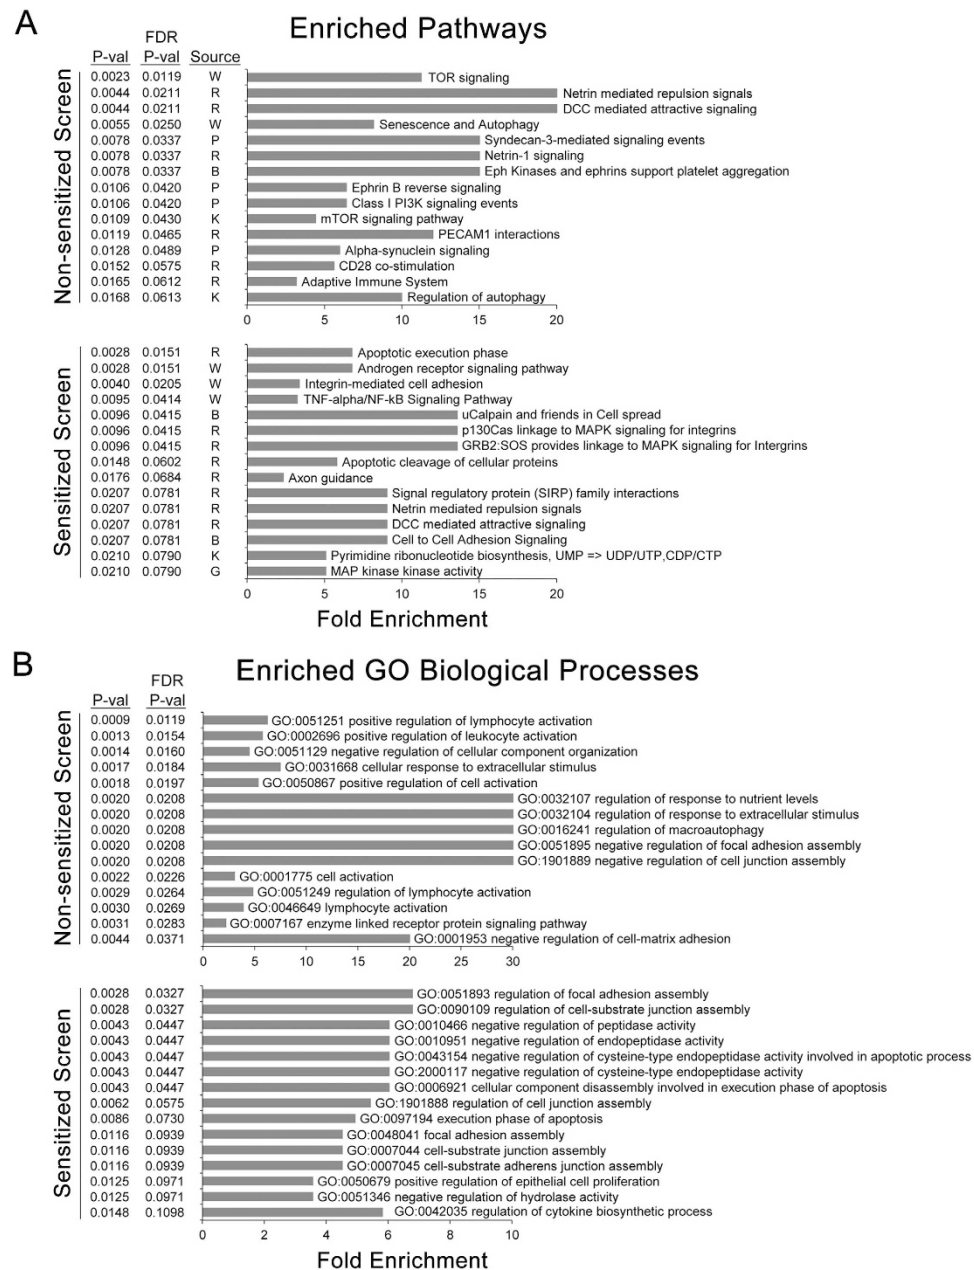 A
Enriched Pathways
FDR
P-val P-val Source
Non-sensitized Screen
0.0023 0.0119 W TOR signaling
0.0044 0.0211 R Netrin mediated repulsion signals
0.0044 0.0211 R DCC mediated attractive signaling
0.0055 0.0250 W Senescence and Autophagy
0.0078 0.0337 P Syndecan-3-mediated signaling events
0.0078 0.0337 R Netrin-1 signaling
0.0078 0.0337 B Eph Kinases and ephrins support platelet aggregation
0.0106 0.0420 P Ephrin B reverse signaling
0.0106 0.0420 P Class I PI3K signaling events
0.0109 0.0430 K mTOR signaling pathway
0.0119 0.0465 R PECAM1 interactions
0.0128 0.0489 P Alpha-synuclein signaling
0.0152 0.0575 R CD28 co-stimulation
0.0165 0.0612 R Adaptive Immune System
0.0168 0.0613 K Regulation of autophagy
0 5 10 15 20
Sensitized Screen
0.0028 0.0151 R Apoptotic execution phase
0.0028 0.0151 W Androgen receptor signaling pathway
0.0040 0.0205 W Integrin-mediated cell adhesion
0.0095 0.0414 W TNF-alpha/NF-kB Signaling Pathway
0.0096 0.0415 B uCalpain and friends in Cell spread
0.0096 0.0415 R p130Cas linkage to MAPK signaling for integrins
0.0096 0.0415 R GRB2:SOS provides linkage to MAPK signaling for Intergrins
0.0148 0.0602 R Apoptotic cleavage of cellular proteins
0.0176 0.0684 R Axon guidance
0.0207 0.0781 R Signal regulatory protein (SIRP) family interactions
0.0207 0.0781 R Netrin mediated repulsion signals
0.0207 0.0781 R DCC mediated attractive signaling
0.0207 0.0781 B Cell to Cell Adhesion Signaling
0.0210 0.0790 K Pyrimidine ribonucleotide biosynthesis, UMP => UDP/UTP,CDP/CTP
0.0210 0.0790 G MAP kinase kinase activity
0 5 10 15 20
Fold Enrichment
B
Enriched GO Biological Processes
FDR
P-val P-val
Non-sensitized Screen
0.0009 0.0119 GO:0051251 positive regulation of lymphocyte activation
0.0013 0.0154 GO:0002696 positive regulation of leukocyte activation
0.0014 0.0160 GO:0051129 negative regulation of cellular component organization
0.0017 0.0184 GO:0031668 cellular response to extracellular stimulus
0.0018 0.0197 GO:0050867 positive regulation of cell activation
0.0020 0.0208 GO:0032107 regulation of response to nutrient levels
0.0020 0.0208 GO:0032104 regulation of response to extracellular stimulus
0.0020 0.0208 GO:0016241 regulation of macroautophagy
0.0020 0.0208 GO:0051895 negative regulation of focal adhesion assembly
0.0020 0.0208 GO:1901889 negative regulation of cell junction assembly
0.0022 0.0226 GO:0001775 cell activation
0.0029 0.0264 GO:0051249 regulation of lymphocyte activation
0.0030 0.0269 GO:0046649 lymphocyte activation
0.0031 0.0283 GO:0007167 enzyme linked receptor protein signaling pathway
0.0044 0.0371 GO:0001953 negative regulation of cell-matrix adhesion
0 5 10 15 20 25 30
Sensitized Screen
0.0028 0.0327 GO:0051893 regulation of focal adhesion assembly
0.0028 0.0327 GO:0090109 regulation of cell-substrate junction assembly
0.0043 0.0447 GO:0010466 negative regulation of peptidase activity
0.0043 0.0447 GO:0010951 negative regulation of endopeptidase activity
0.0043 0.0447 GO:0043154 negative regulation of cysteine-type endopeptidase activity involved in apoptotic process
0.0043 0.0447 GO:2000117 negative regulation of cysteine-type endopeptidase activity
0.0043 0.0447 GO:0006921 cellular component disassembly involved in execution phase of apoptosis
0.0062 0.0575 GO:1901888 regulation of cell junction assembly
0.0086 0.0730 GO:0097194 execution phase of apoptosis
0.0116 0.0939 GO:0048041 focal adhesion assembly
0.0116 0.0939 GO:0007044 cell-substrate junction assembly
0.0116 0.0939 GO:0007045 cell-substrate adherens junction assembly
0.0125 0.0971 GO:0050679 positive regulation of epithelial cell proliferation
0.0125 0.0971 GO:0051346 negative regulation of hydrolase activity
0.0148 0.1098 GO:0042035 regulation of cytokine biosynthetic process
0 2 4 6 8 10
Fold Enrichment